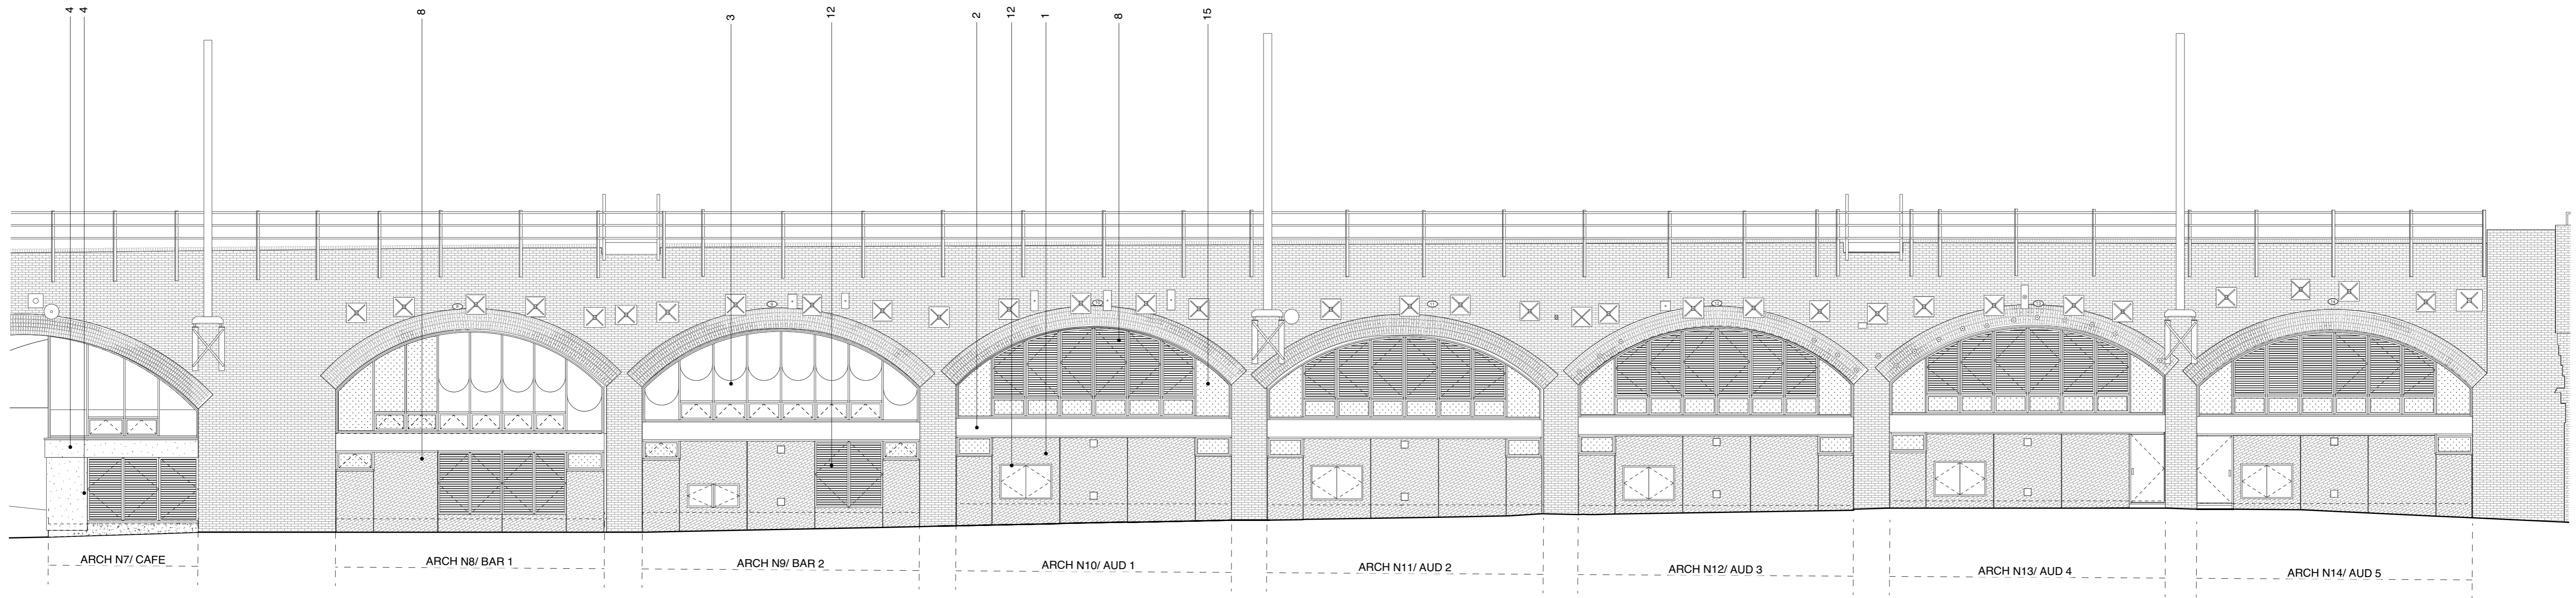 4
4
8
3
12
2
12
1
8
15
ARCH N7/ CAFE
ARCH N8/ BAR 1
ARCH N9/ BAR 2
ARCH N10/ AUD 1
ARCH N11/ AUD 2
ARCH N12/ AUD 3
ARCH N13/ AUD 4
ARCH N14/ AUD 5